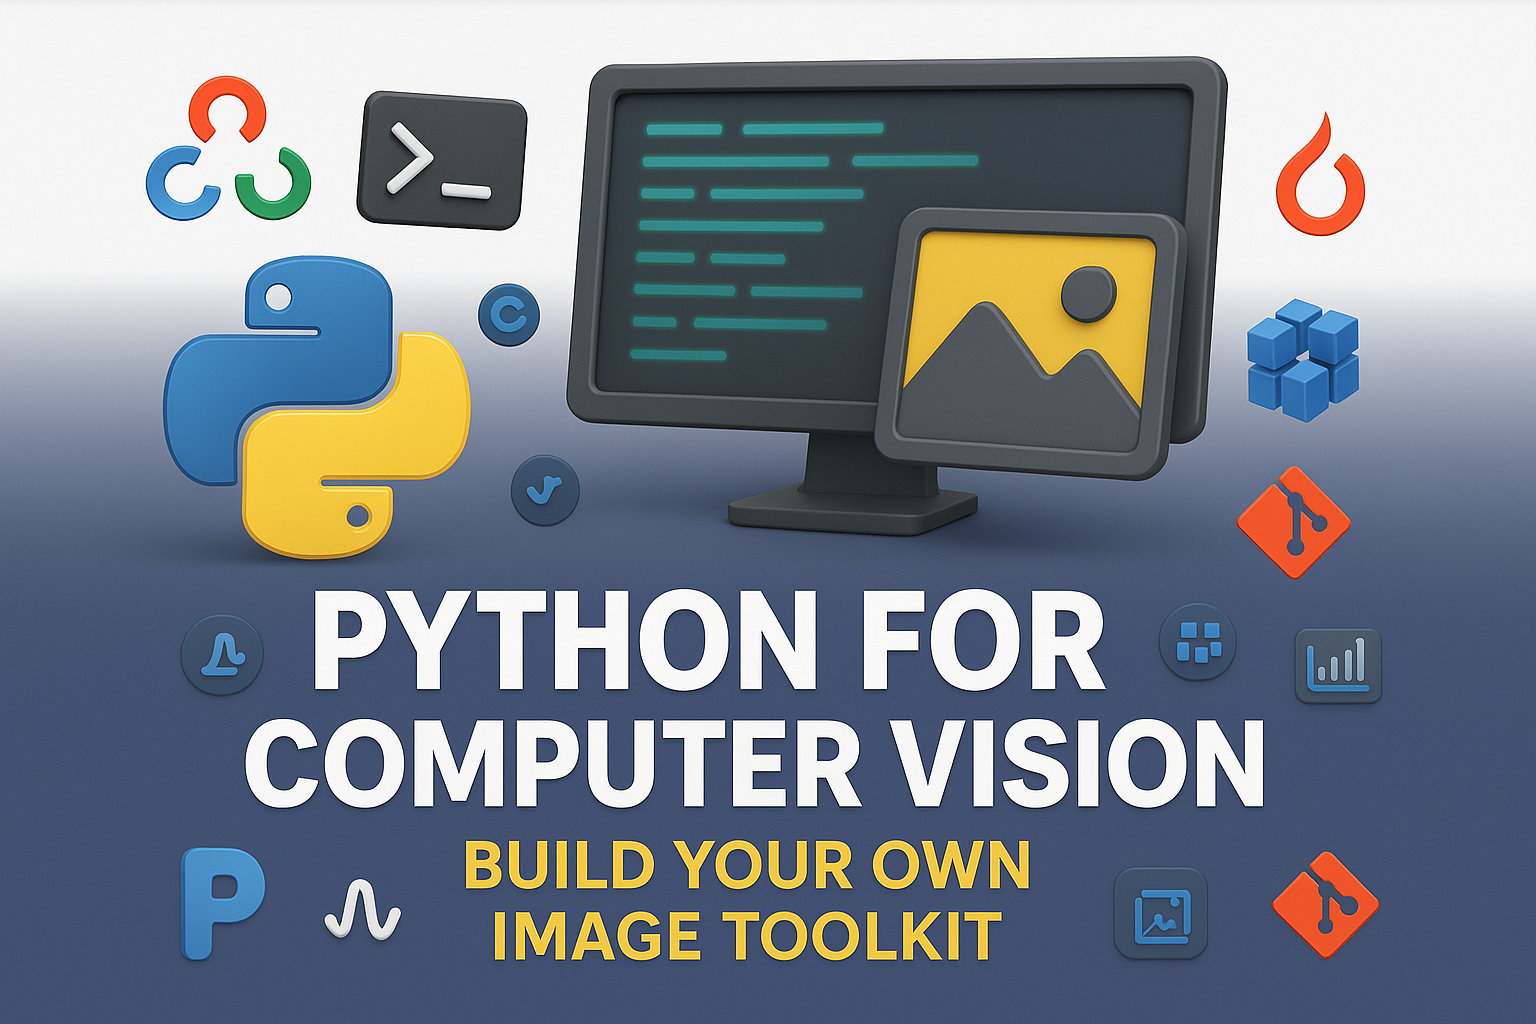 PYTHON FOR
COMPUTER VISION
BUILD YOUR OWN
IMAGE TOOLKIT
P